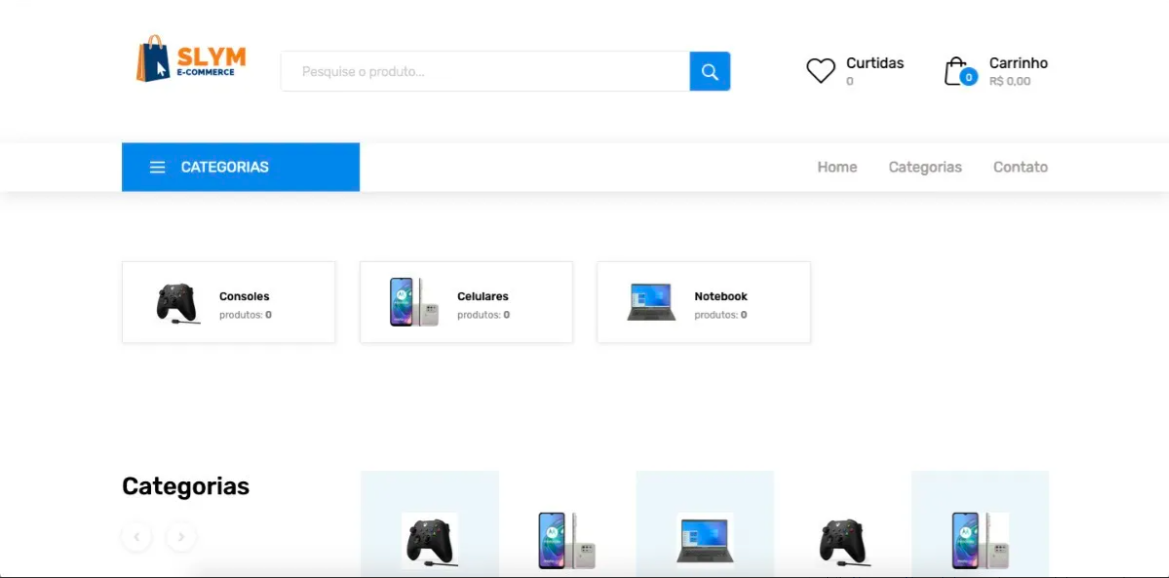 SLYM
E-COMMERCE
Pesquise o produto...
Curtidas
0
0
Carrinho
R$ 0,00
CATEGORIAS
Home Categorias Contato
Consoles
produtos: 0
Celulares
produtos: 0
Notebook
produtos: 0
Categorias